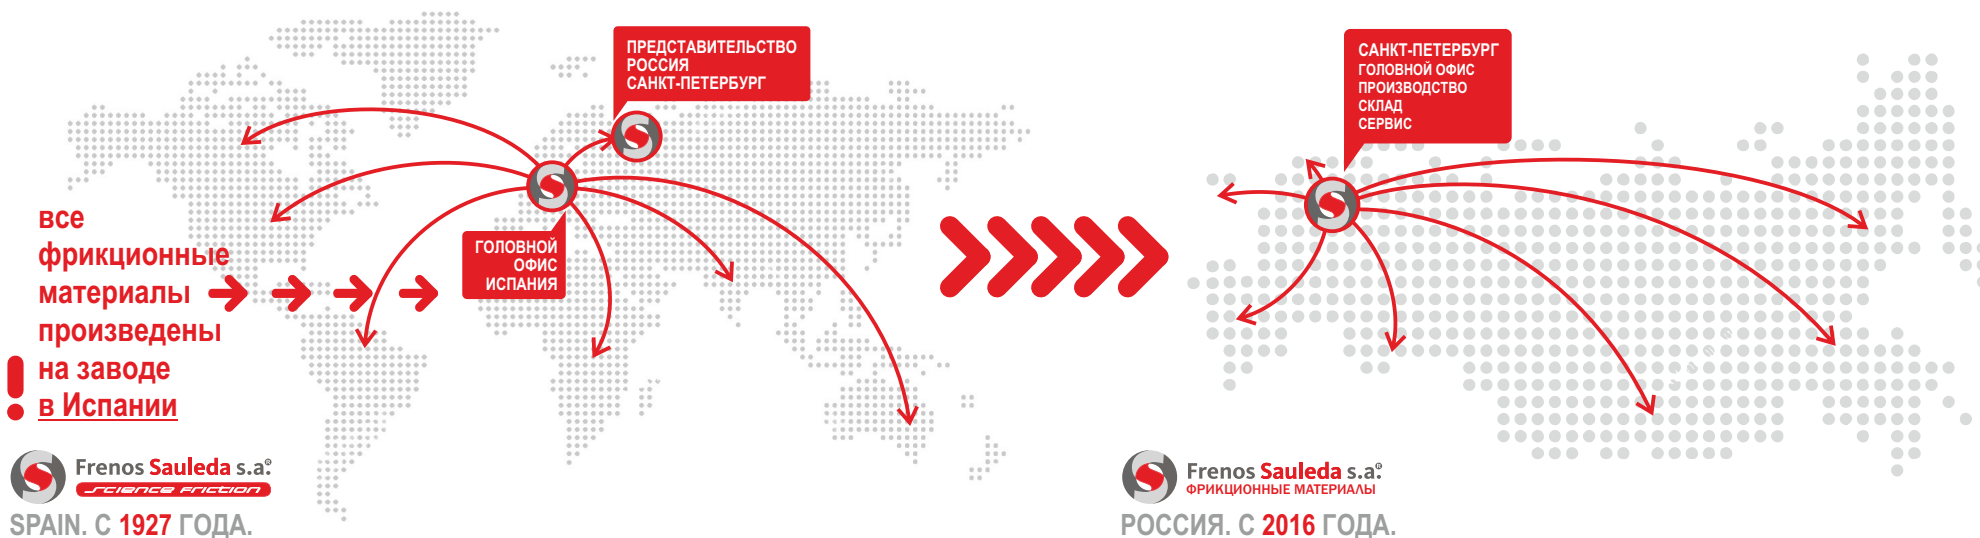 ПРЕДСТАВИТЕЛЬСТВО
РОССИЯ
САНКТ-ПЕТЕРБУРГ
ГОЛОВНОЙ
ОФИС
ИСПАНИЯ
все
фрикционные
материалы
произведены
на заводе
в Испании
!
Frenos Sauleda s.a.®
SCIENCE FRICTION
SPAIN. С 1927 ГОДА.
САНКТ-ПЕТЕРБУРГ
ГОЛОВНОЙ ОФИС
ПРОИЗВОДСТВО
СКЛАД
СЕРВИС
Frenos Sauleda s.a.®
ФРИКЦИОННЫЕ МАТЕРИАЛЫ
РОССИЯ. С 2016 ГОДА.